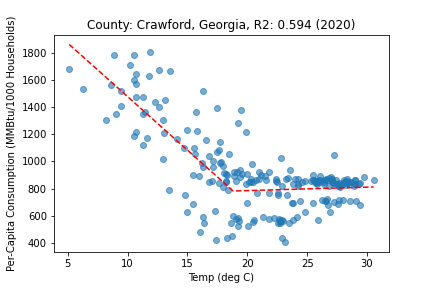 County: Crawford, Georgia, R2: 0.594 (2020)
Per-Capita Consumption (MMBtu/1000 Households)
1800
1600
1400
1200
1000
800
600
400
5 10 15 20 25 30
Temp (deg C)